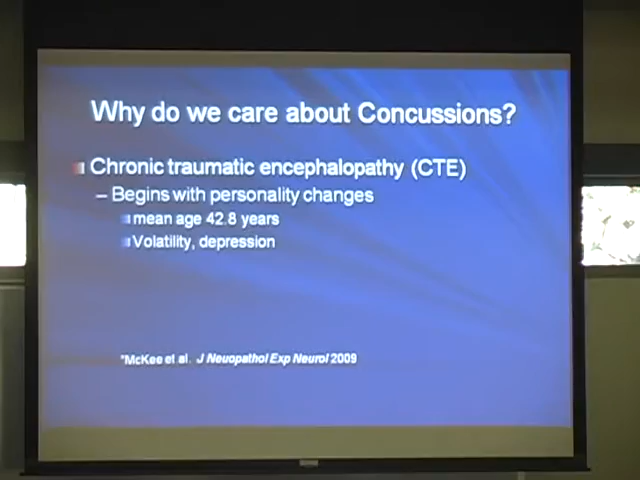 Why do we care about Concussions?
Chronic traumatic encephalopathy (CTE)
– Begins with personality changes
mean age 42.8 years
Volatility, depression
*McKee et al. J Neuopathol Exp Neurol 2009